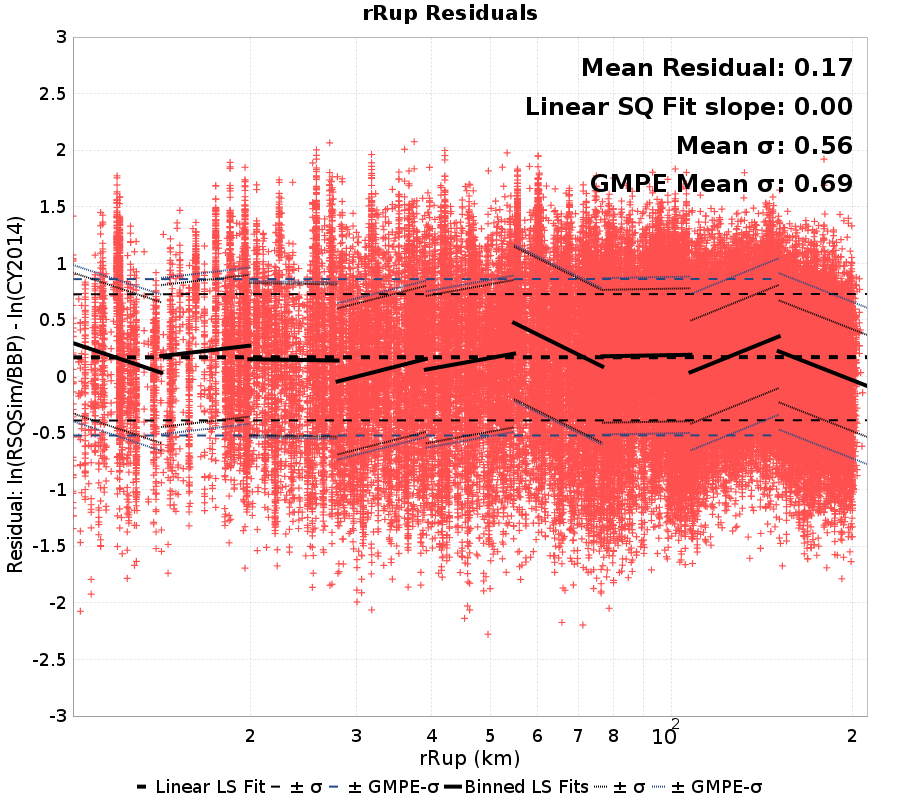 rRup Residuals
Mean Residual: 0.17
Linear SQ Fit slope: 0.00
Mean σ: 0.56
GMPE Mean σ: 0.69
Residual: ln(RSQSim/BBP) - ln(CY2014)
3
2.5
2
1.5
1
0.5
0
-0.5
-1
-1.5
-2
-2.5
-3
2 3 4 5 6 7 8 10² 2
rRup (km)
Linear LS Fit ± σ ± GMPE-σ Binned LS Fits ± σ ± GMPE-σ